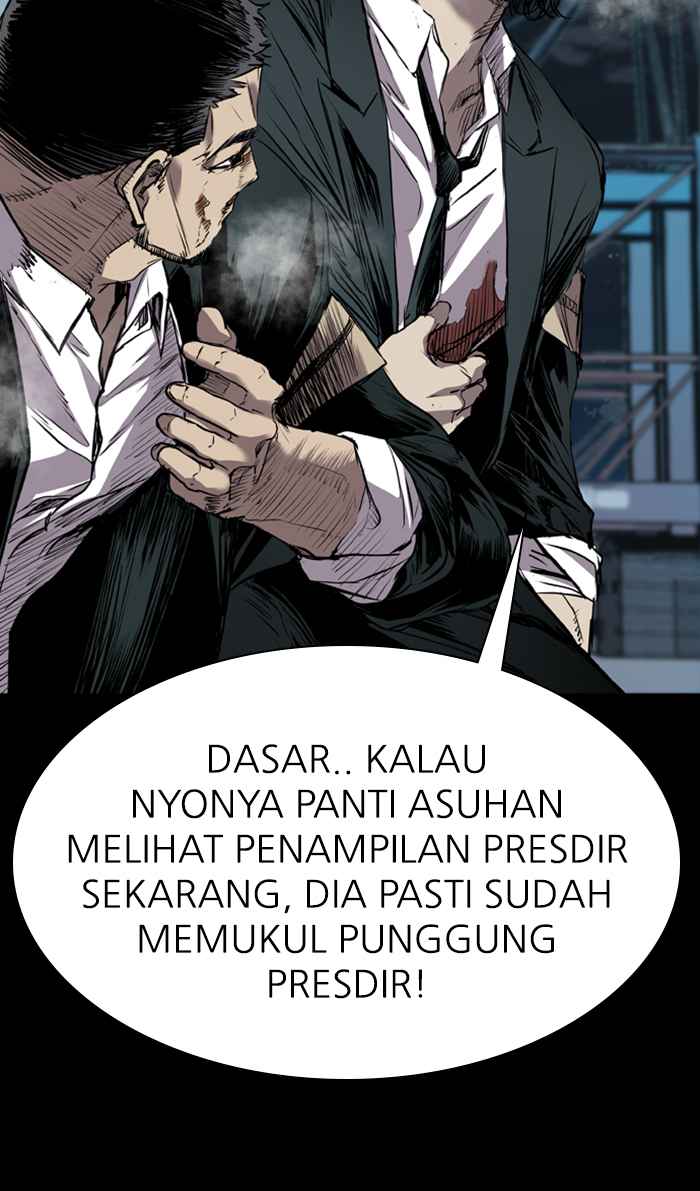 DASAR.. KALAU
NYONYA PANTI ASUHAN
MELIHAT PENAMPILAN PRESDIR
SEKARANG, DIA PASTI SUDAH
MEMUKUL PUNGGUNG
PRESDIR!